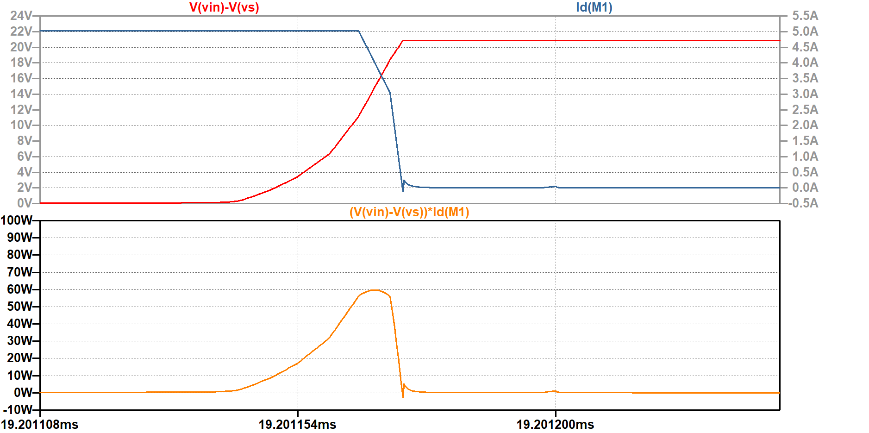 V(vin)-V(vs) Id(M1)
24V 5.5A
22V 5.0A
20V 4.5A
18V 4.0A
16V 3.5A
14V 3.0A
12V 2.5A
10V 2.0A
8V 1.5A
6V 1.0A
4V 0.5A
2V 0.0A
0V -0.5A
(V(vin)-V(vs))*Id(M1)
100W
90W
80W
70W
60W
50W
40W
30W
20W
10W
0W
-10W
19.201108ms 19.201154ms 19.201200ms